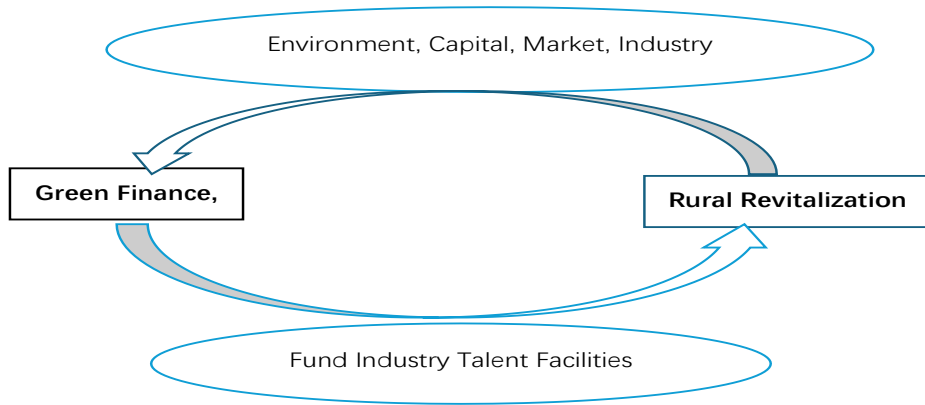 Environment, Capital, Market, Industry
Green Finance,
Rural Revitalization
Fund Industry Talent Facilities